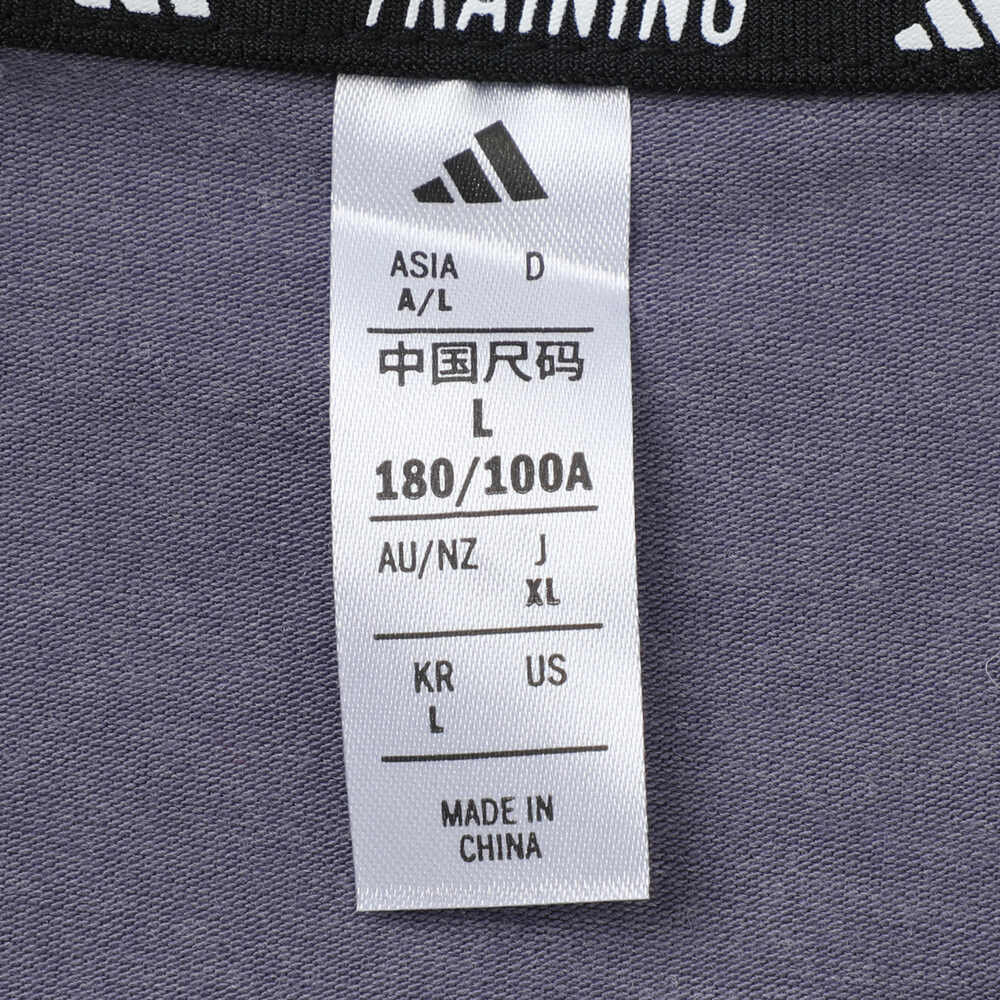 TRAINING
ASIA D
A/L
中国尺码
L
180/100A
AU/NZ J
XL
KR US
L
MADE IN
CHINA